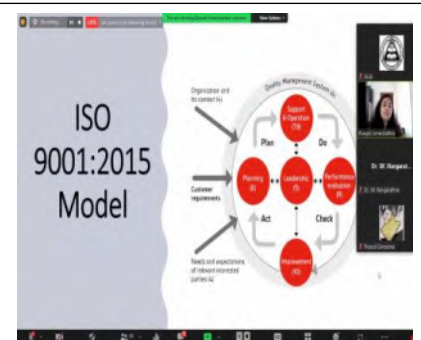 ISO
9001:2015
Model
Quality Management System (4)
Organization and
its context (4)
Customer
requirements
Needs and expectations
of relevant interested
parties (4)
Support
& Operation
(7,8)
Plan
Do
Planning
(6)
Leadership
(5)
Performance
evaluation
(9)
Act
Check
Improvement
(10)